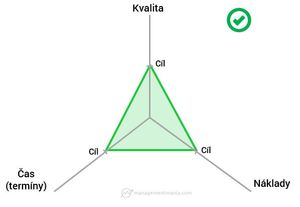 Kvalita
Cíl
Cíl
Cíl
Čas
(termíny)
Náklady
managementmania.com